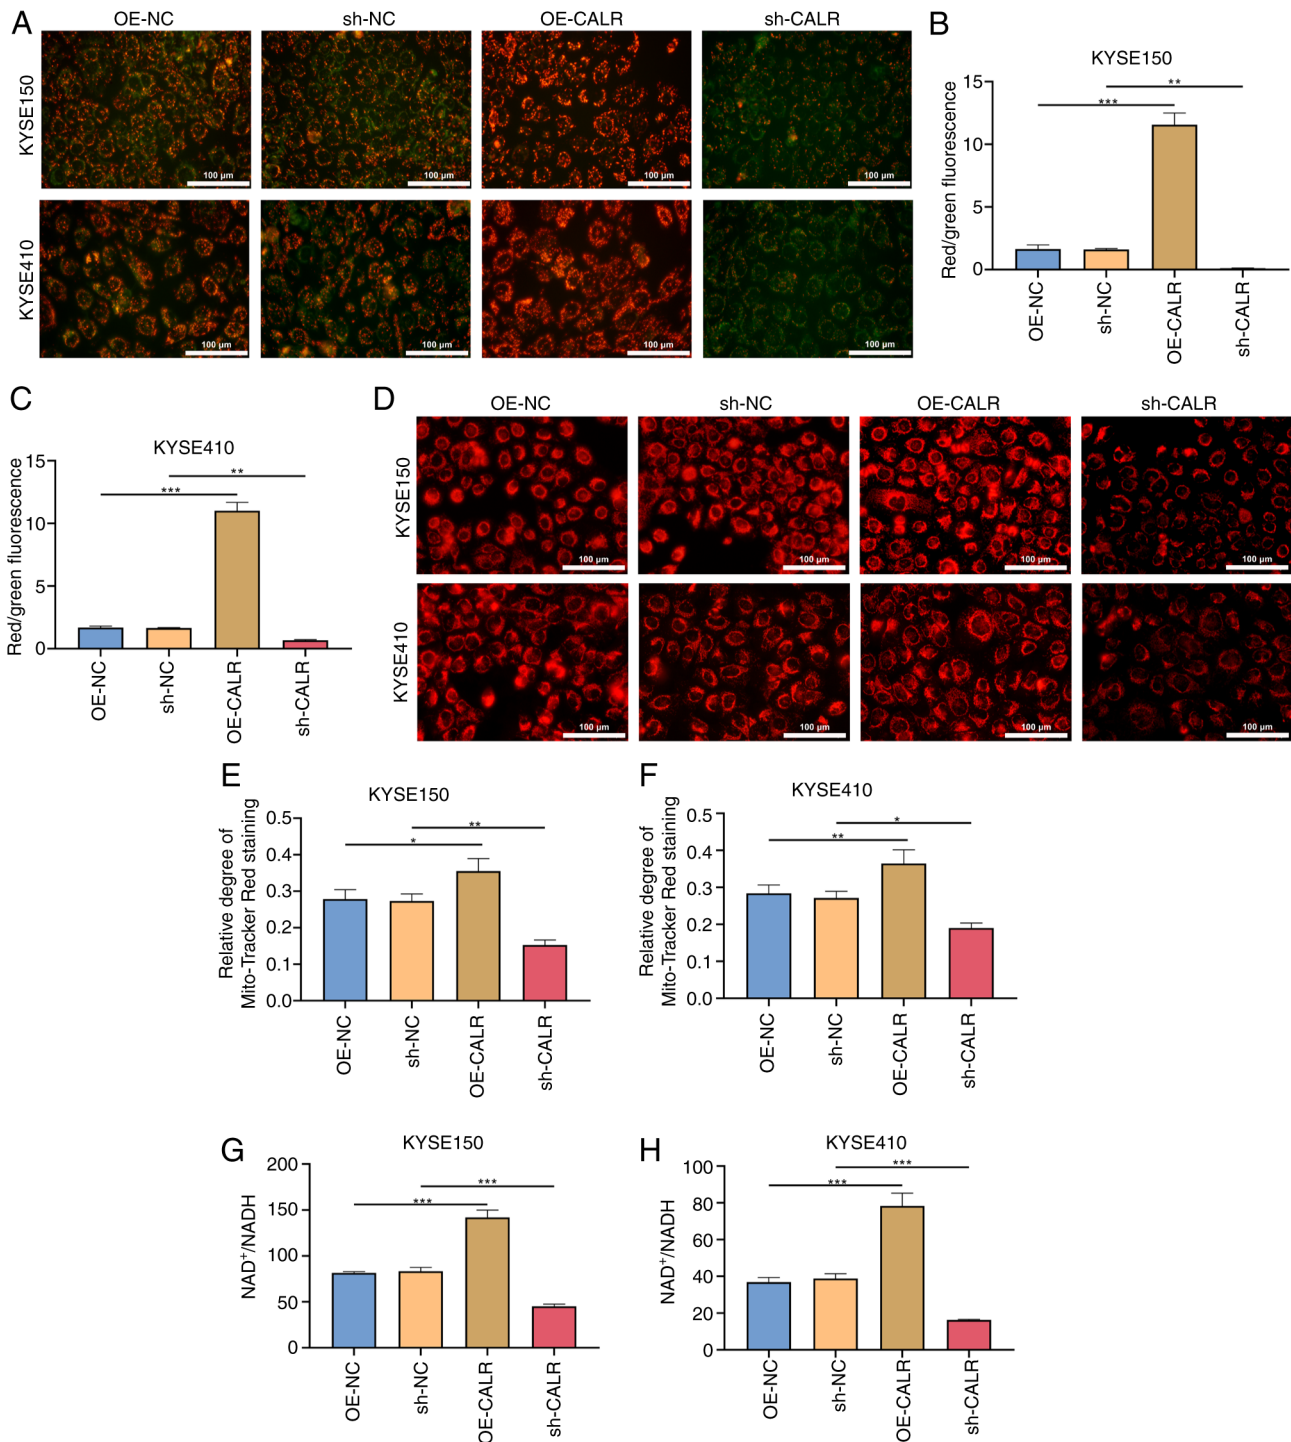 A
OE-NC
sh-NC
OE-CALR
sh-CALR
KYSE150
100 µm
100 µm
100 µm
100 µm
KYSE410
100 µm
100 µm
100 µm
100 µm
B
KYSE150
Red/green fluorescence
15
10
5
0
**
***
OE-NC
sh-NC
OE-CALR
sh-CALR
C
KYSE410
Red/green fluorescence
15
10
5
0
**
***
OE-NC
sh-NC
OE-CALR
sh-CALR
D
OE-NC
sh-NC
OE-CALR
sh-CALR
KYSE150
100 µm
100 µm
100 µm
100 µm
KYSE410
100 µm
100 µm
100 µm
100 µm
E
KYSE150
Relative degree of
Mito-Tracker Red staining
0.5
0.4
0.3
0.2
0.1
0.0
**
*
OE-NC
sh-NC
OE-CALR
sh-CALR
F
KYSE410
Relative degree of
Mito-Tracker Red staining
0.5
0.4
0.3
0.2
0.1
0.0
*
**
OE-NC
sh-NC
OE-CALR
sh-CALR
G
KYSE150
NAD⁺/NADH
200
150
100
50
0
***
***
OE-NC
sh-NC
OE-CALR
sh-CALR
H
KYSE410
NAD⁺/NADH
100
80
60
40
20
0
***
***
OE-NC
sh-NC
OE-CALR
sh-CALR